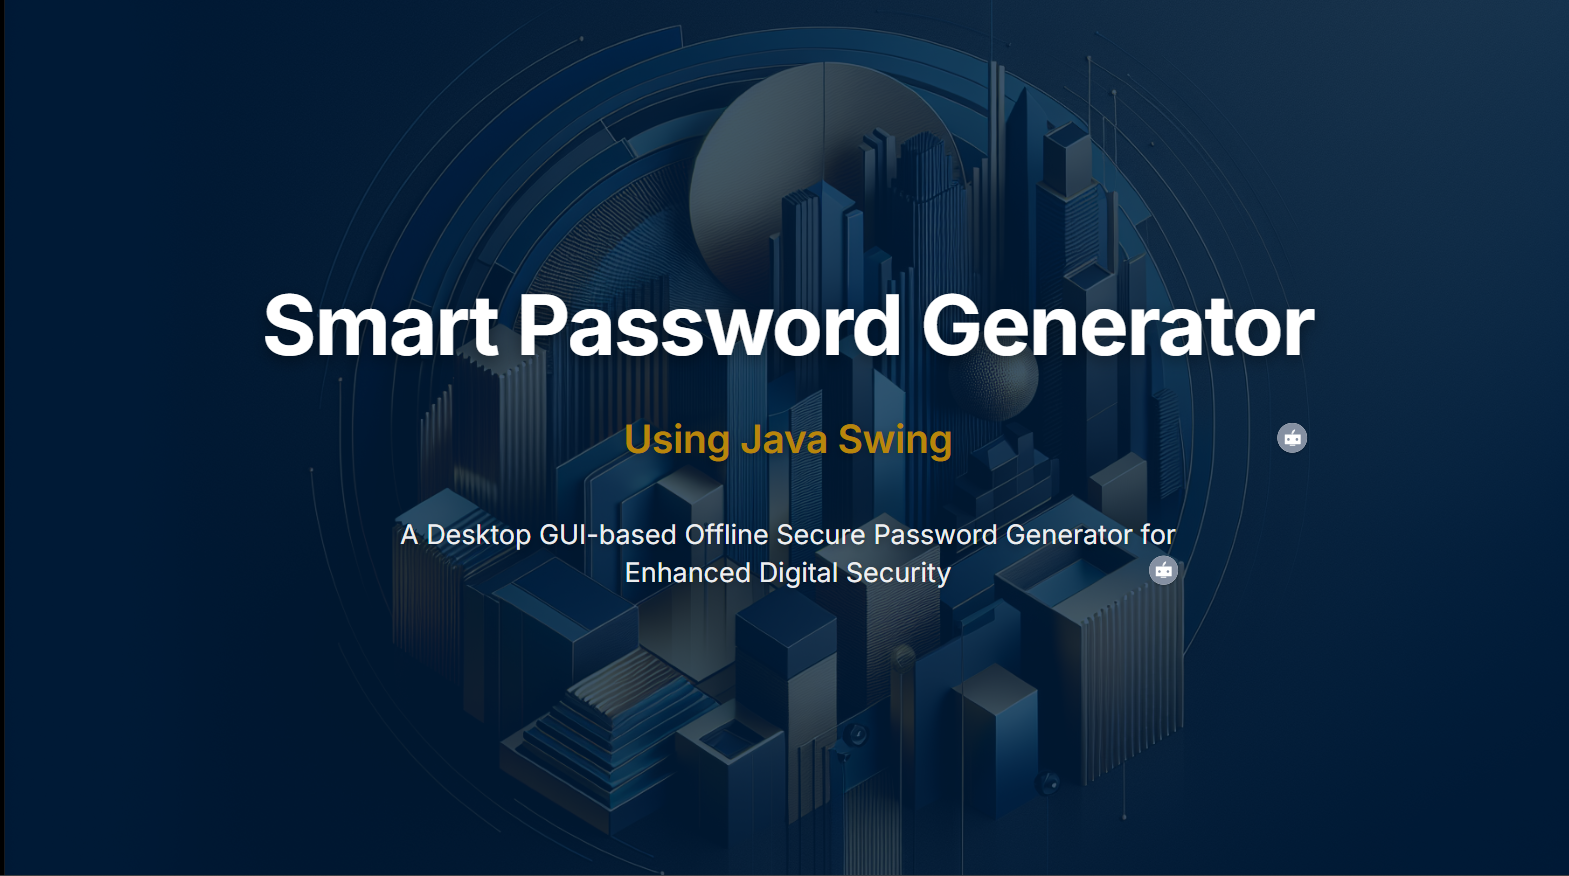 Smart Password Generator
Using Java Swing
A Desktop GUI-based Offline Secure Password Generator for
Enhanced Digital Security